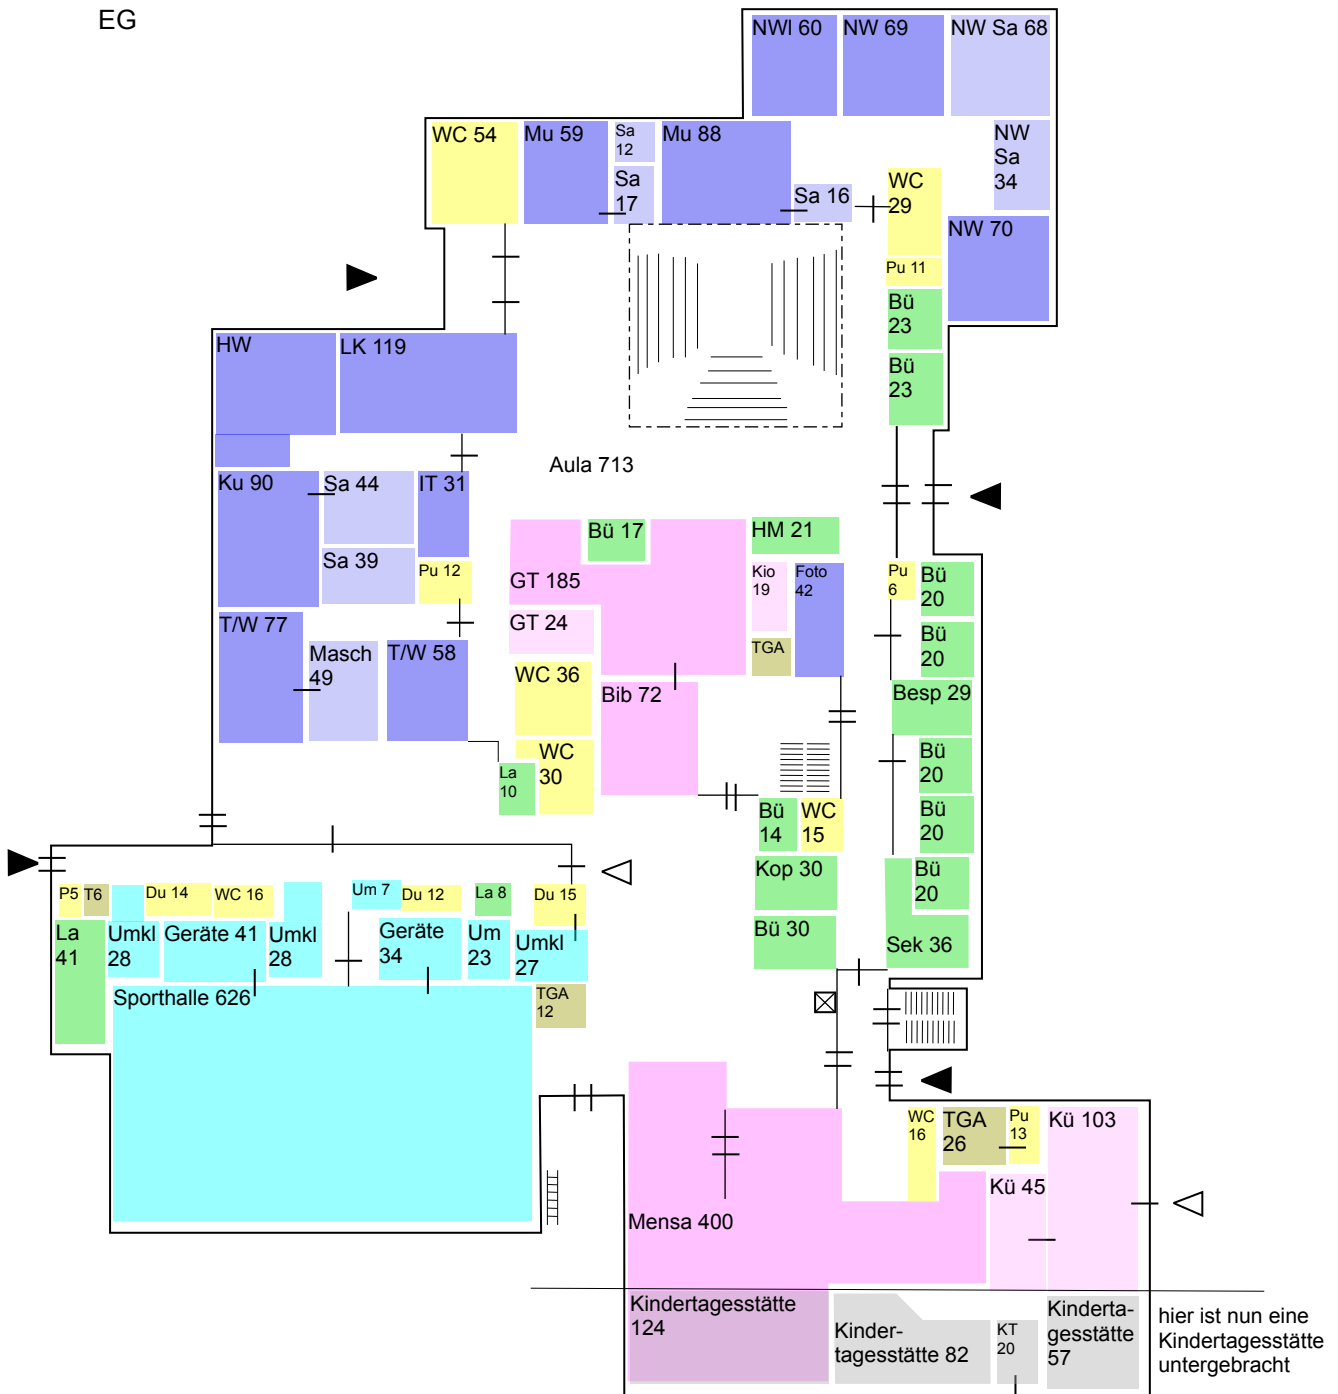 EG
NWl 60
NW 69
NW Sa 68
WC 54
Mu 59
Sa
12
Mu 88
NW
Sa
34
Sa
17
Sa 16
WC
29
NW 70
Pu 11
Bü
23
HW
LK 119
Bü
23
Aula 713
Ku 90
Sa 44
IT 31
Bü 17
HM 21
Sa 39
Pu 12
GT 185
Kio
19
Foto
42
Pu
6
Bü
20
T/W 77
Masch
49
T/W 58
GT 24
TGA
Bü
20
WC 36
Bib 72
Besp 29
WC
30
La
10
Bü
20
Bü
14
WC
15
Bü
20
P5
T6
Du 14
WC 16
Um 7
Du 12
La 8
Du 15
Kop 30
Bü
20
La
41
Umkl
28
Geräte 41
Umkl
28
Geräte
34
Um
23
Umkl
27
Bü 30
Sek 36
Sporthalle 626
TGA
12
WC
16
TGA
26
Pu
13
Kü 103
Kü 45
Mensa 400
Kindertagesstätte
124
Kinder-
tagesstätte 82
KT
20
Kinderta-
gesstätte
57
hier ist nun eine
Kindertagesstätte
untergebracht